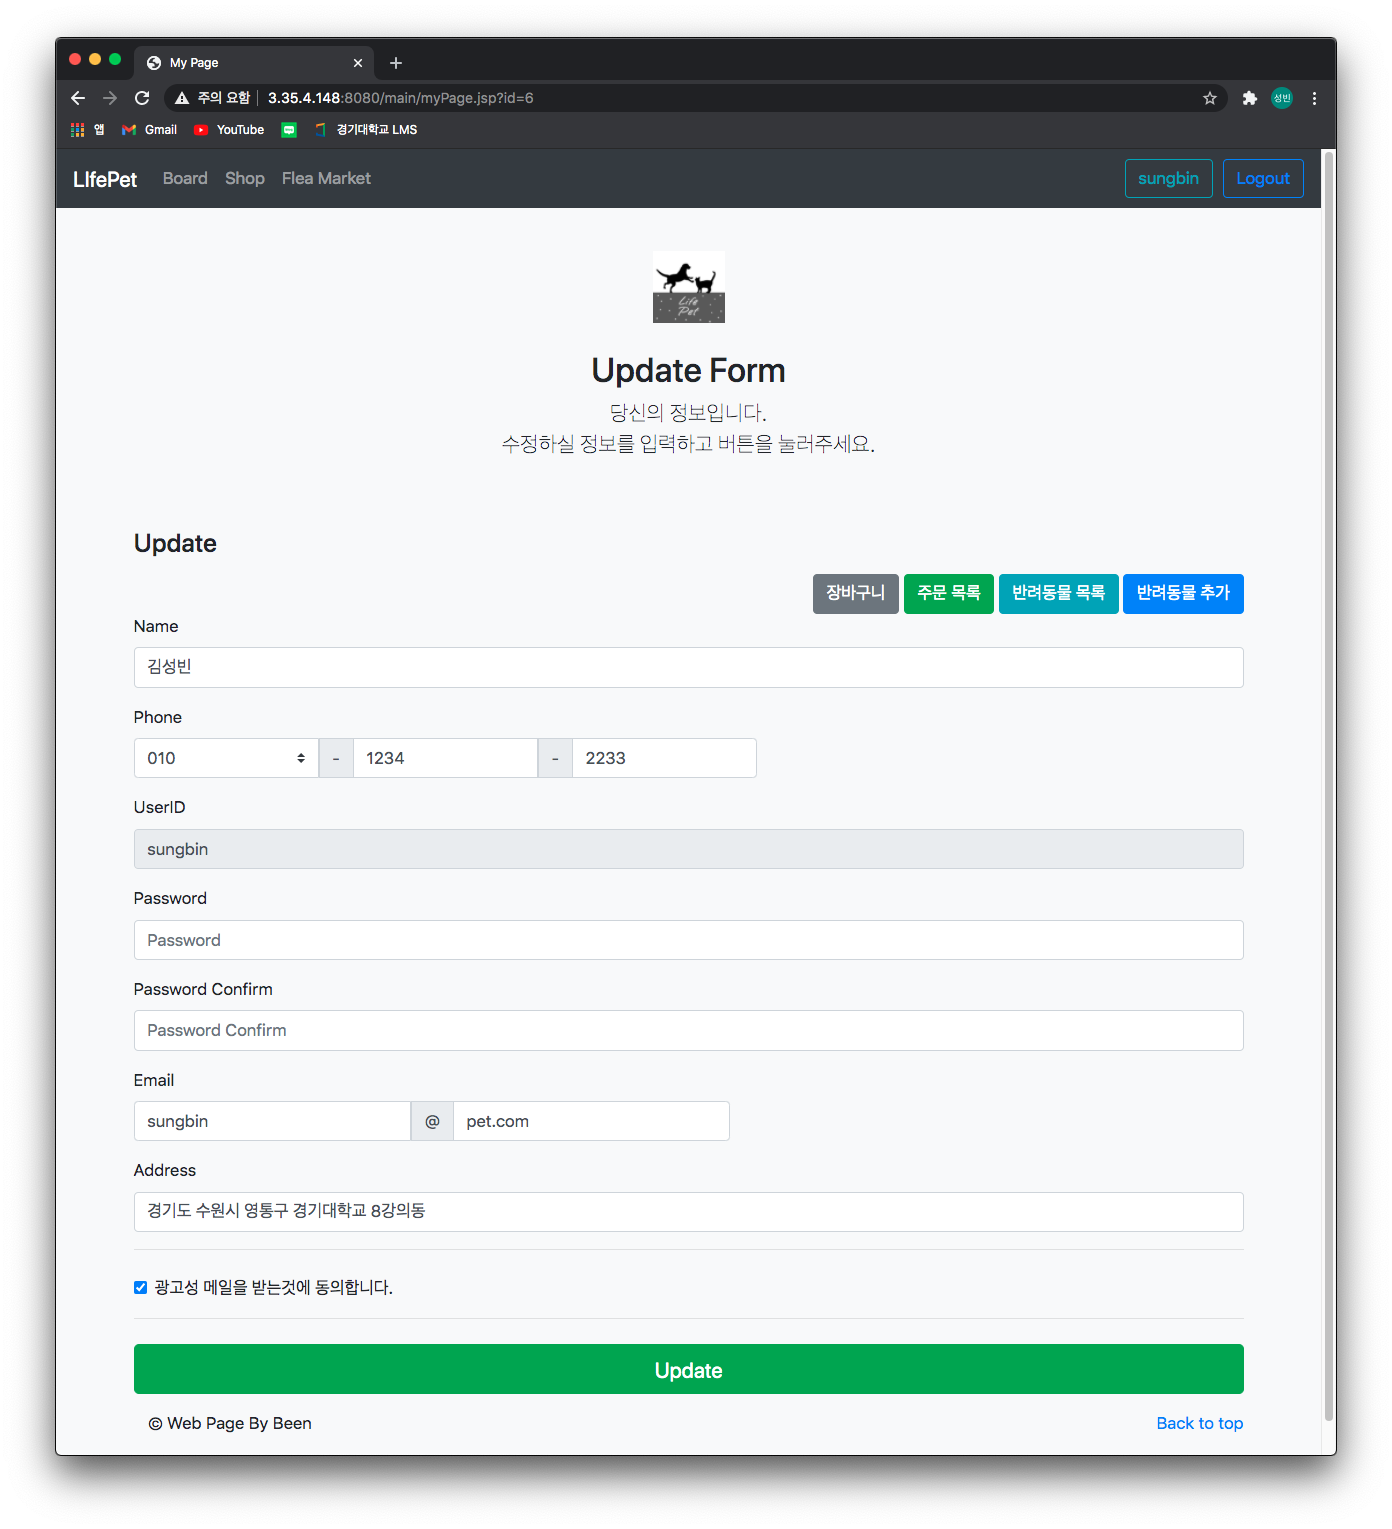 My Page
주의 요함 3.35.4.148:8080/main/myPage.jsp?id=6
성빈
앱 Gmail YouTube 경기대학교 LMS
LIfePet Board Shop Flea Market sungbin Logout
Life
Pet
Update Form
당신의 정보입니다.
수정하실 정보를 입력하고 버튼을 눌러주세요.
Update
장바구니 주문 목록 반려동물 목록 반려동물 추가
Name
김성빈
Phone
010 - 1234 - 2233
UserID
sungbin
Password
Password
Password Confirm
Password Confirm
Email
sungbin @ pet.com
Address
경기도 수원시 영통구 경기대학교 8강의동
광고성 메일을 받는것에 동의합니다.
Update
© Web Page By Been Back to top